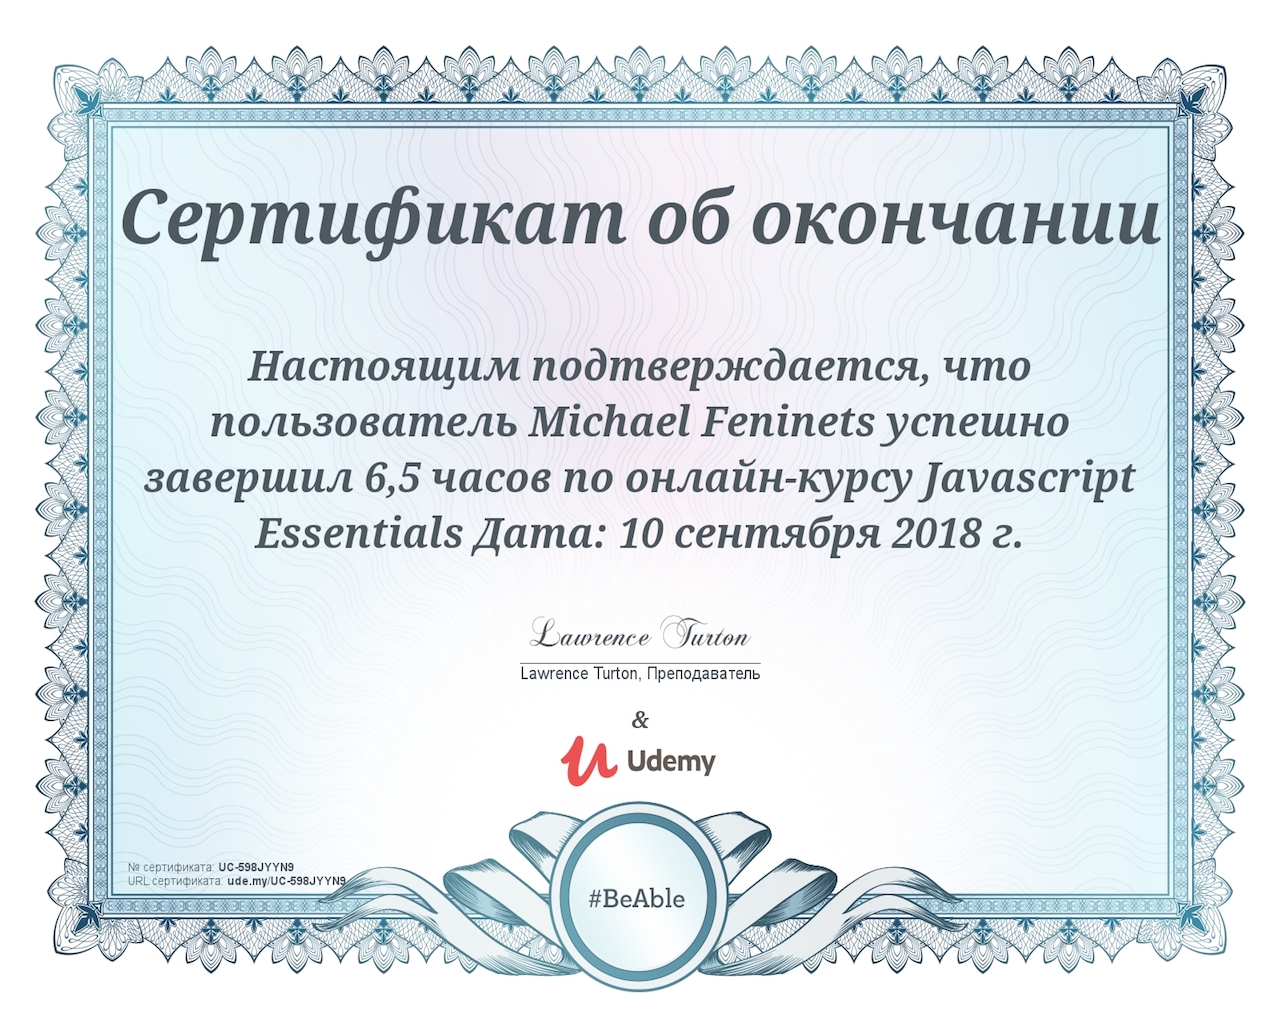 Сертификат об окончании
Настоящим подтверждается, что
пользователь Michael Feninets успешно
завершил 6,5 часов по онлайн-курсу Javascript
Essentials Дата: 10 сентября 2018 г.
Lawrence Turton
Lawrence Turton, Преподаватель
&
Udemy
№ сертификата: UC-598JYYN9
URL сертификата: ude.my/UC-598JYYN9
#BeAble